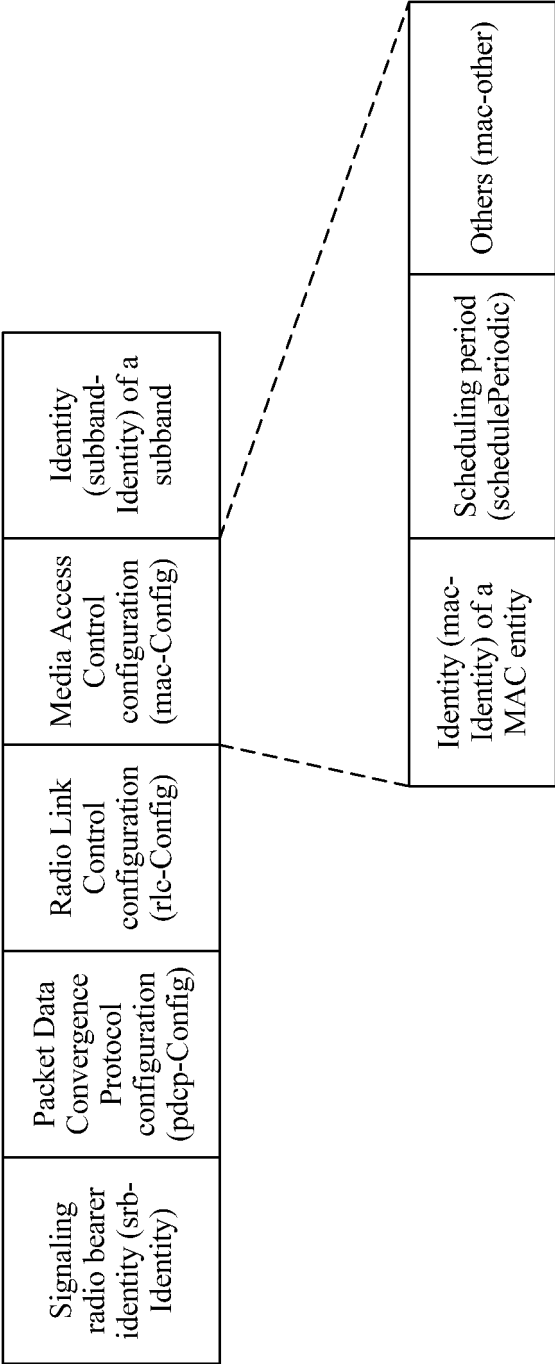 Signaling
radio bearer
identity (srb-
Identity)
Packet Data
Convergence
Protocol
configuration
(pdcp-Config)
Radio Link
Control
configuration
(rlc-Config)
Media Access
Control
configuration
(mac-Config)
Identity
(subband-
Identity) of a
subband
Identity (mac-
Identity) of a
MAC entity
Scheduling period
(schedulePeriodic)
Others (mac-other)